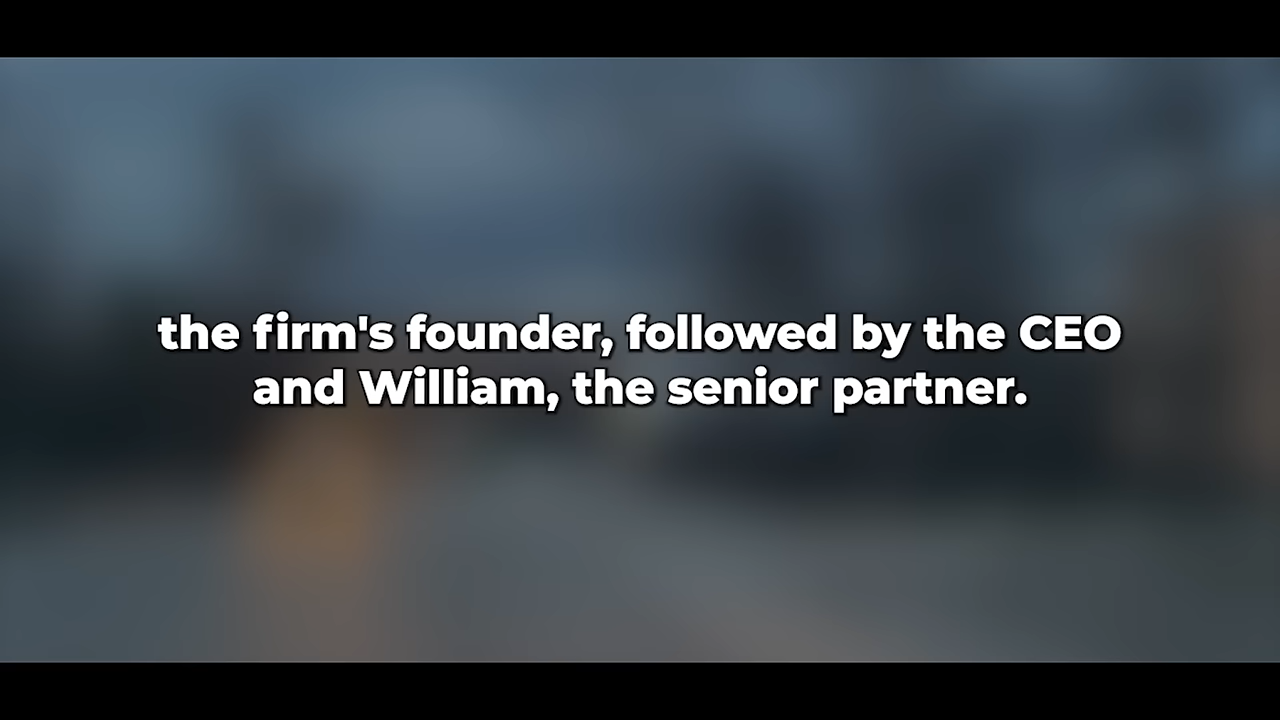 the firm's founder, followed by the CEO
and William, the senior partner.